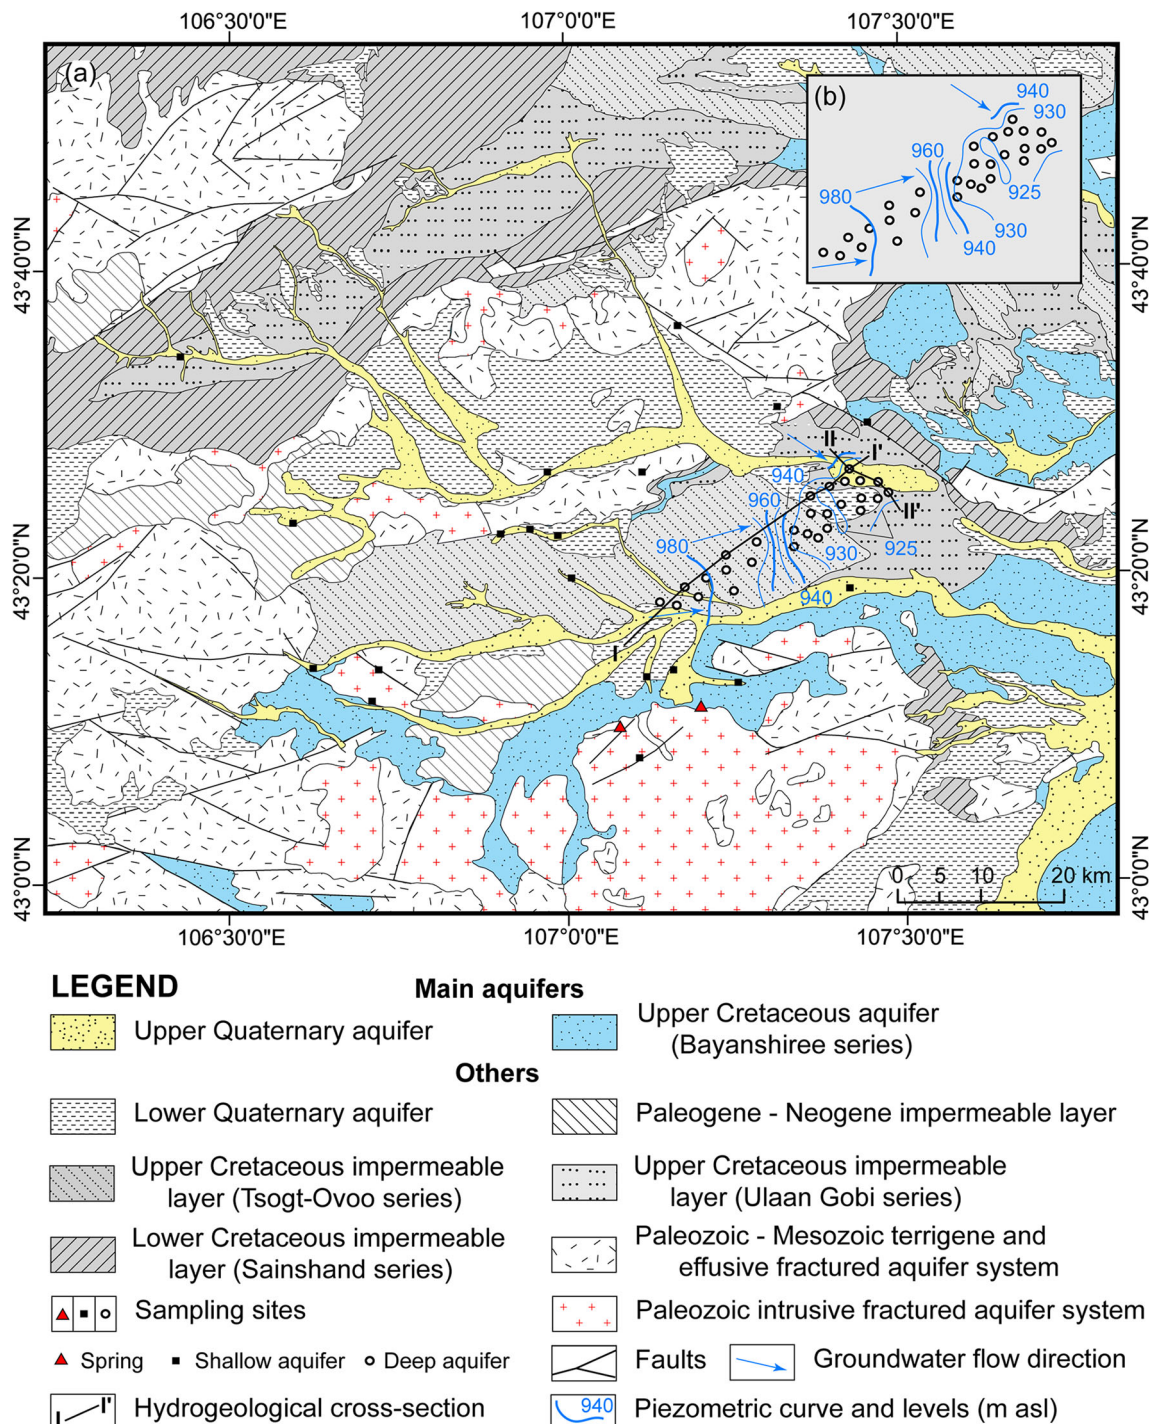 106°30'0"E 107°0'0"E 107°30'0"E
(a)
(b)
940
930
960
980
925
930
940
43°40'0"N 43°40'0"N
II I'
940
960
II'
980
930
925
43°20'0"N 43°20'0"N
940
I
43°0'0"N 43°0'0"N
0 5 10 20 km
106°30'0"E 107°0'0"E 107°30'0"E
LEGEND
Main aquifers
Upper Quaternary aquifer
Upper Cretaceous aquifer
(Bayanshiree series)
Others
Lower Quaternary aquifer
Paleogene - Neogene impermeable layer
Upper Cretaceous impermeable
layer (Tsogt-Ovoo series)
Upper Cretaceous impermeable
layer (Ulaan Gobi series)
Lower Cretaceous impermeable
layer (Sainshand series)
Paleozoic - Mesozoic terrigene and
effusive fractured aquifer system
Sampling sites
Paleozoic intrusive fractured aquifer system
Spring Shallow aquifer Deep aquifer
Faults
Groundwater flow direction
I I' Hydrogeological cross-section
940 Piezometric curve and levels (m asl)